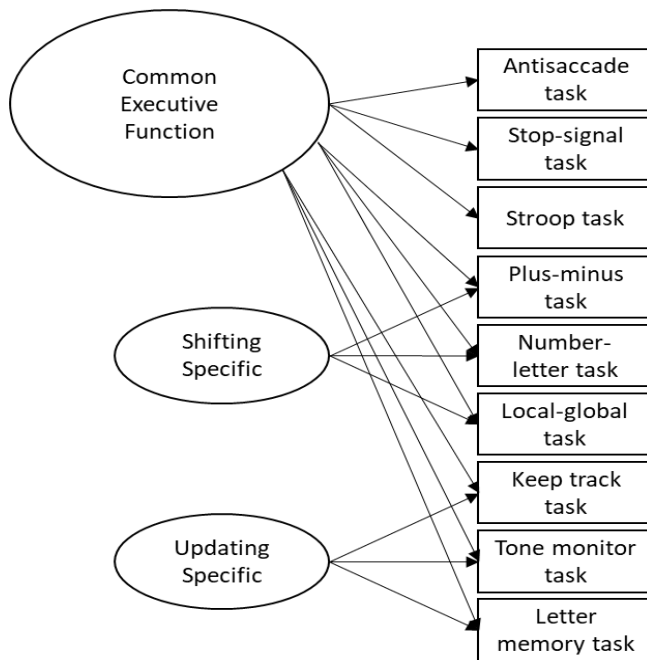 Common
Executive
Function
Shifting
Specific
Updating
Specific
Antisaccade
task
Stop-signal
task
Stroop task
Plus-minus
task
Number-
letter task
Local-global
task
Keep track
task
Tone monitor
task
Letter
memory task